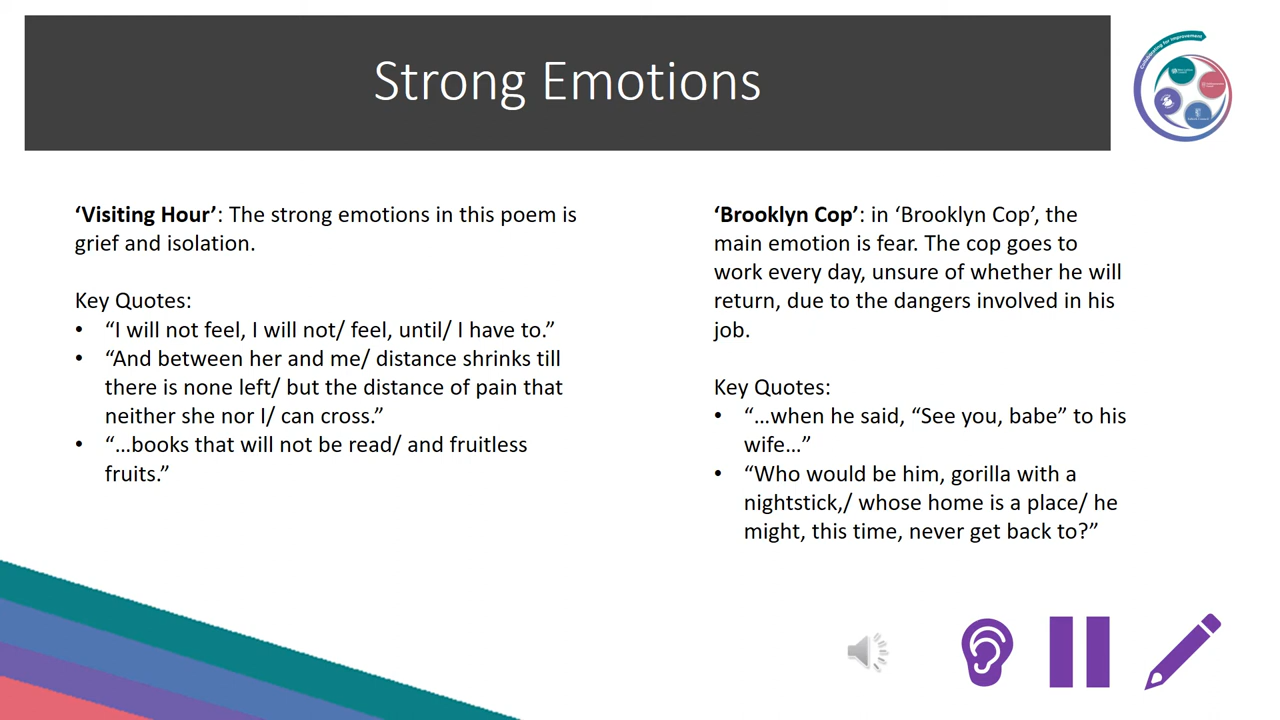 Strong Emotions
Collaborating for Improvement
‘Visiting Hour’: The strong emotions in this poem is
grief and isolation.
Key Quotes:
• “I will not feel, I will not/ feel, until/ I have to.”
• “And between her and me/ distance shrinks till
there is none left/ but the distance of pain that
neither she nor I/ can cross.”
• “…books that will not be read/ and fruitless
fruits.”
‘Brooklyn Cop’: in ‘Brooklyn Cop’, the
main emotion is fear. The cop goes to
work every day, unsure of whether he will
return, due to the dangers involved in his
job.
Key Quotes:
• “…when he said, “See you, babe” to his
wife…”
• “Who would be him, gorilla with a
nightstick,/ whose home is a place/ he
might, this time, never get back to?”